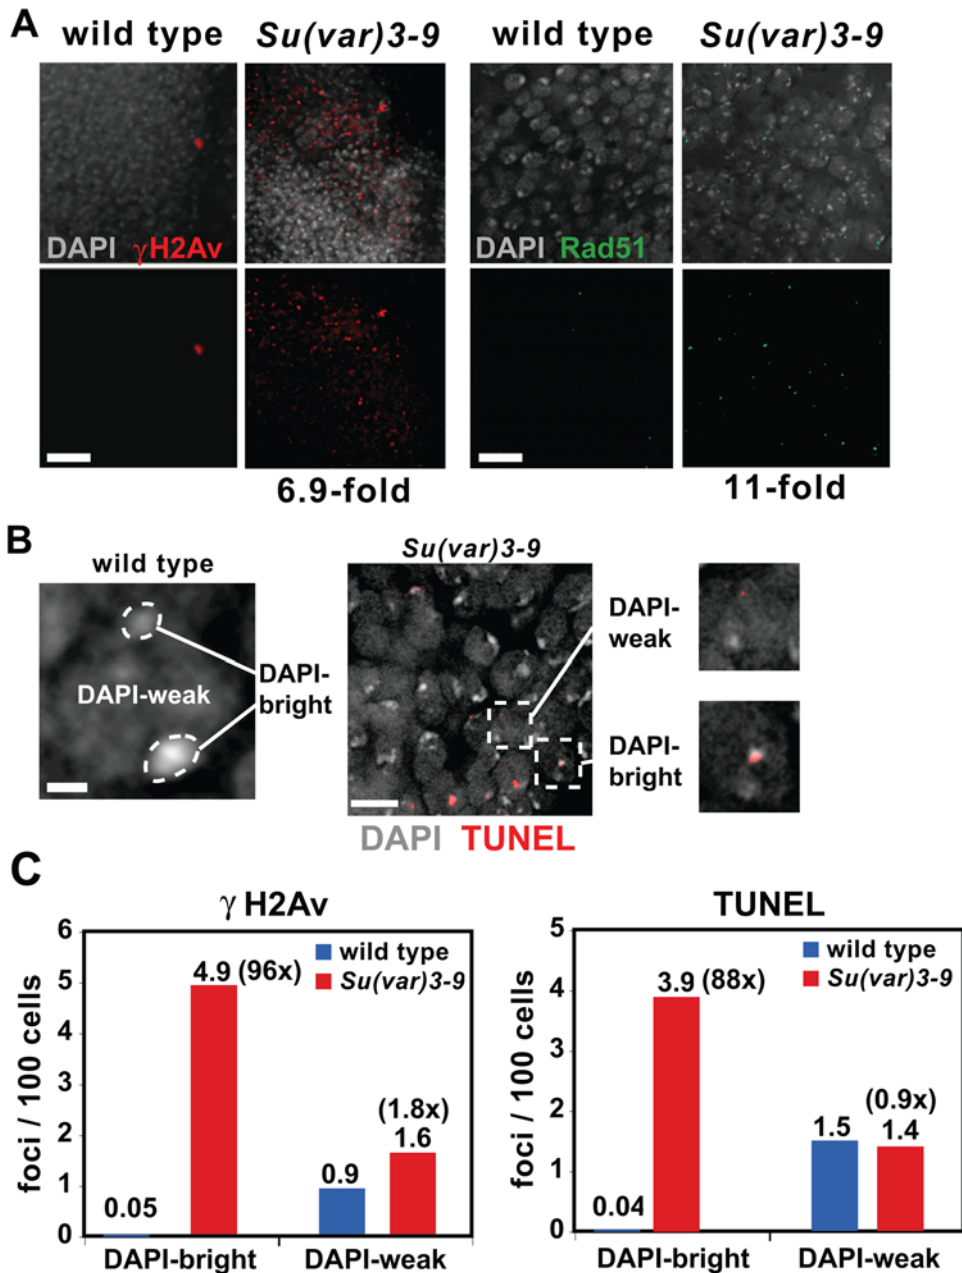 A
wild type Su(var)3-9 wild type Su(var)3-9
DAPI γH2Av DAPI Rad51
6.9-fold 11-fold
B
wild type
Su(var)3-9
DAPI-weak
DAPI-
bright
DAPI-
weak
DAPI-
bright
DAPI TUNEL
C
γ H2Av
foci / 100 cells
6
5
4
3
2
1
0
wild type
Su(var)3-9
4.9 (96x)
(1.8x)
1.6
0.9
0.05
DAPI-bright DAPI-weak
TUNEL
foci / 100 cells
5
4
3
2
1
0
wild type
Su(var)3-9
3.9 (88x)
(0.9x)
1.5 1.4
0.04
DAPI-bright DAPI-weak